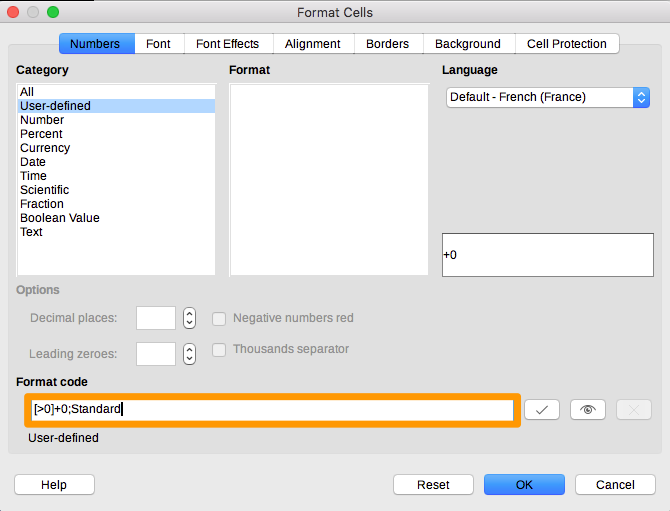 Format Cells
Numbers Font Font Effects Alignment Borders Background Cell Protection
Category Format Language
All
User-defined
Number
Percent
Currency
Date
Time
Scientific
Fraction
Boolean Value
Text
Default - French (France)
+0
Options
Decimal places: Negative numbers red
Leading zeroes: Thousands separator
Format code
[>0]+0;Standard
User-defined
Help Reset OK Cancel